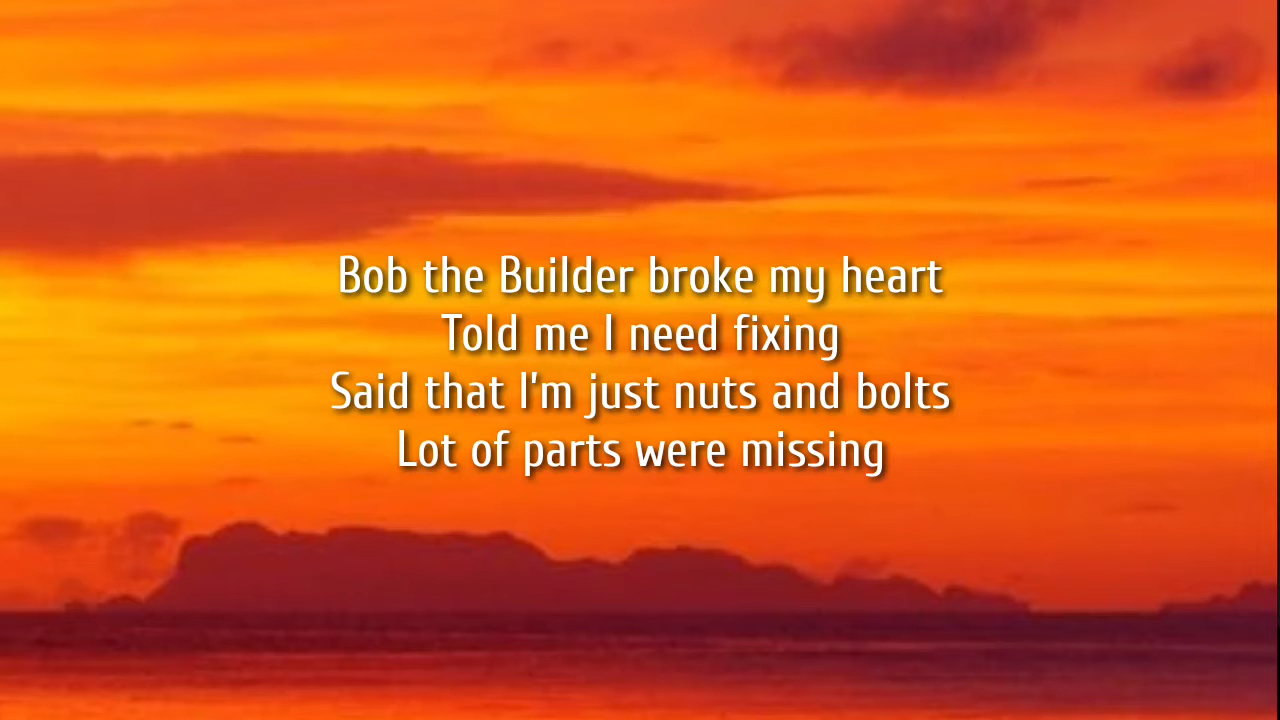 Bob the Builder broke my heart
Told me I need fixing
Said that I'm just nuts and bolts
Lot of parts were missing